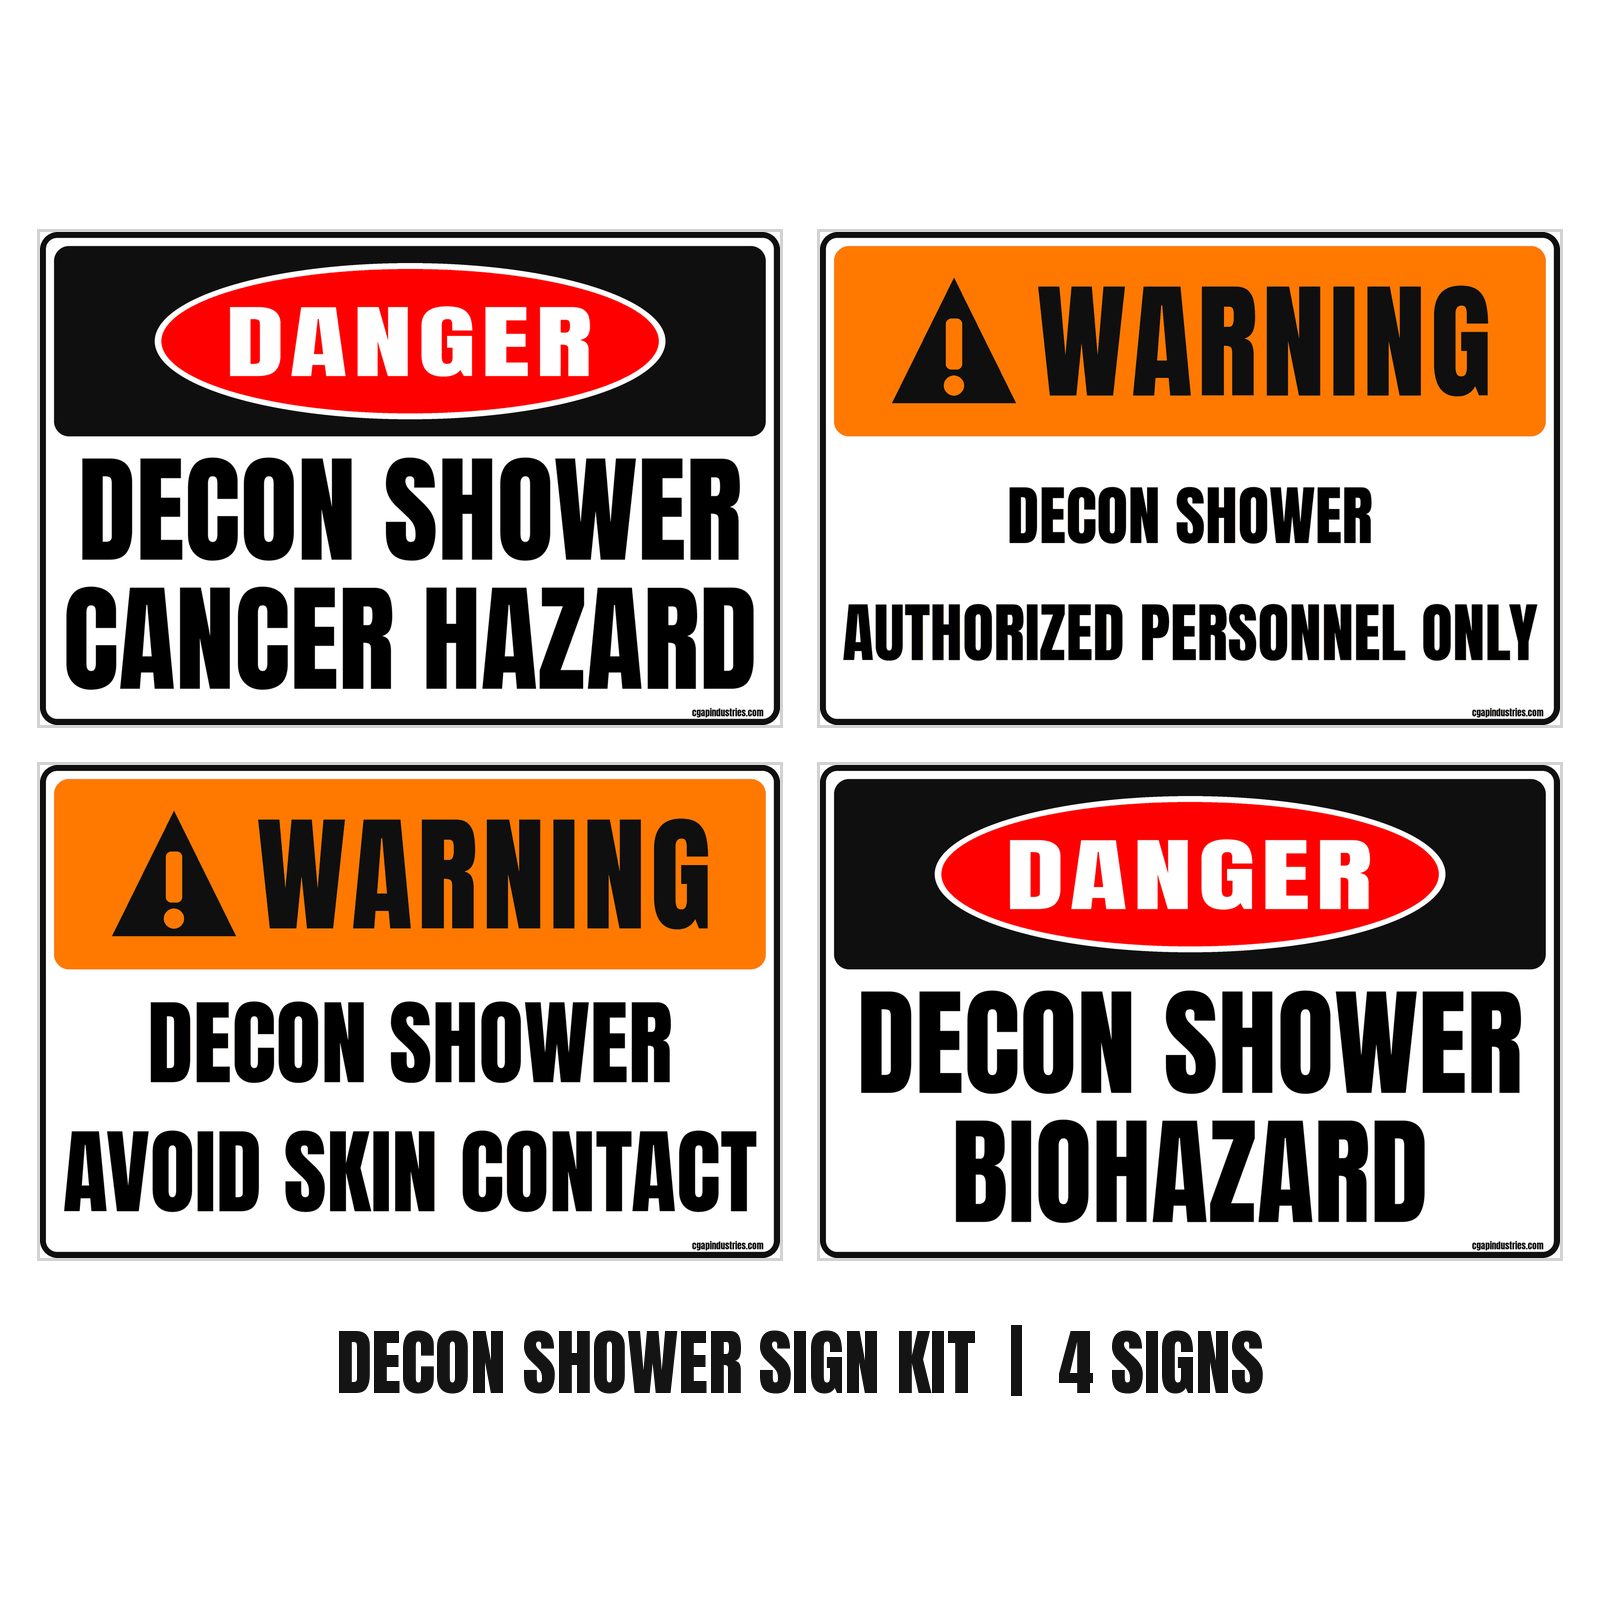 DANGER
DECON SHOWER
CANCER HAZARD
cgapindustries.com
WARNING
DECON SHOWER
AUTHORIZED PERSONNEL ONLY
cgapindustries.com
WARNING
DECON SHOWER
AVOID SKIN CONTACT
cgapindustries.com
DANGER
DECON SHOWER
BIOHAZARD
cgapindustries.com
DECON SHOWER SIGN KIT | 4 SIGNS